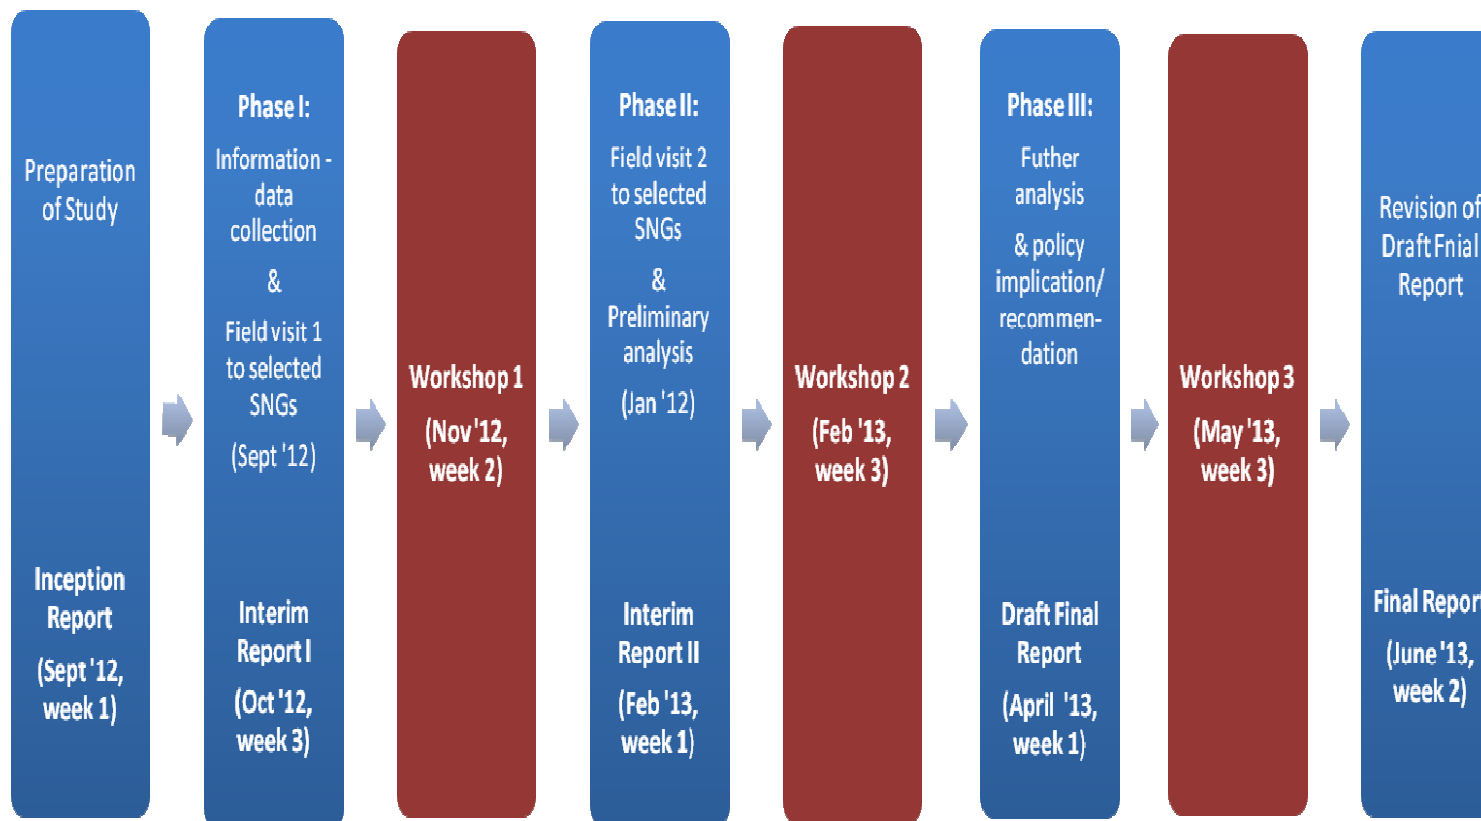 Preparation
of Study
Inception
Report
(Sept '12,
week 1)
Phase I:
Information -
data
collection
&
Field visit 1
to selected
SNGs
(Sept '12)
Interim
Report I
(Oct '12,
week 3)
Workshop 1
(Nov '12,
week 2)
Phase II:
Field visit 2
to selected
SNGs
&
Preliminary
analysis
(Jan '12)
Interim
Report II
(Feb '13,
week 1)
Workshop 2
(Feb '13,
week 3)
Phase III:
Futher
analysis
& policy
implication/
recommen-
dation
Draft Final
Report
(April '13,
week 1)
Workshop 3
(May '13,
week 3)
Revision of
Draft Fnial
Report
Final Report
(June '13,
week 2)